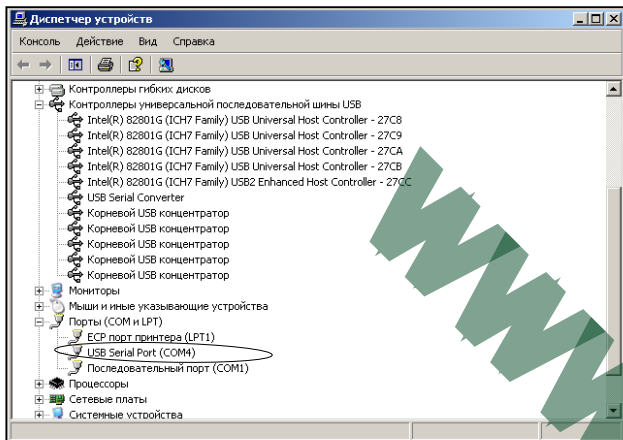 Диспетчер устройств
Консоль Действие Вид Справка
Контроллеры гибких дисков
Контроллеры универсальной последовательной шины USB
Intel(R) 82801G (ICH7 Family) USB Universal Host Controller - 27C8
Intel(R) 82801G (ICH7 Family) USB Universal Host Controller - 27C9
Intel(R) 82801G (ICH7 Family) USB Universal Host Controller - 27CA
Intel(R) 82801G (ICH7 Family) USB Universal Host Controller - 27CB
Intel(R) 82801G (ICH7 Family) USB2 Enhanced Host Controller - 27CC
USB Serial Converter
Корневой USB концентратор
Корневой USB концентратор
Корневой USB концентратор
Корневой USB концентратор
Корневой USB концентратор
Мониторы
Мыши и иные указывающие устройства
Порты (COM и LPT)
ECP порт принтера (LPT1)
USB Serial Port (COM4)
Последовательный порт (COM1)
Процессоры
Сетевые платы
Системные устройства
WWW